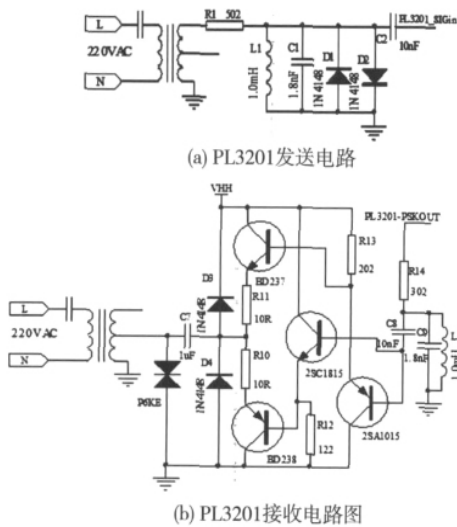 L
220VAC
N
R1 502
L1
1.0mH
C1
1.8nF
D1
1N4148
D2
1N4148
C2
10nF
PL3201_SIGin
(a) PL3201发送电路
VHH
L
220VAC
N
P6KE
1uF
D3
1N4148
D4
1N4148
BD237
R11
10R
R10
10R
BD238
2SC1815
R12
122
R13
202
2SA1015
PL3201-PSKOUT
R14
302
C8
10nF
C9
1.8nF
(b) PL3201接收电路图